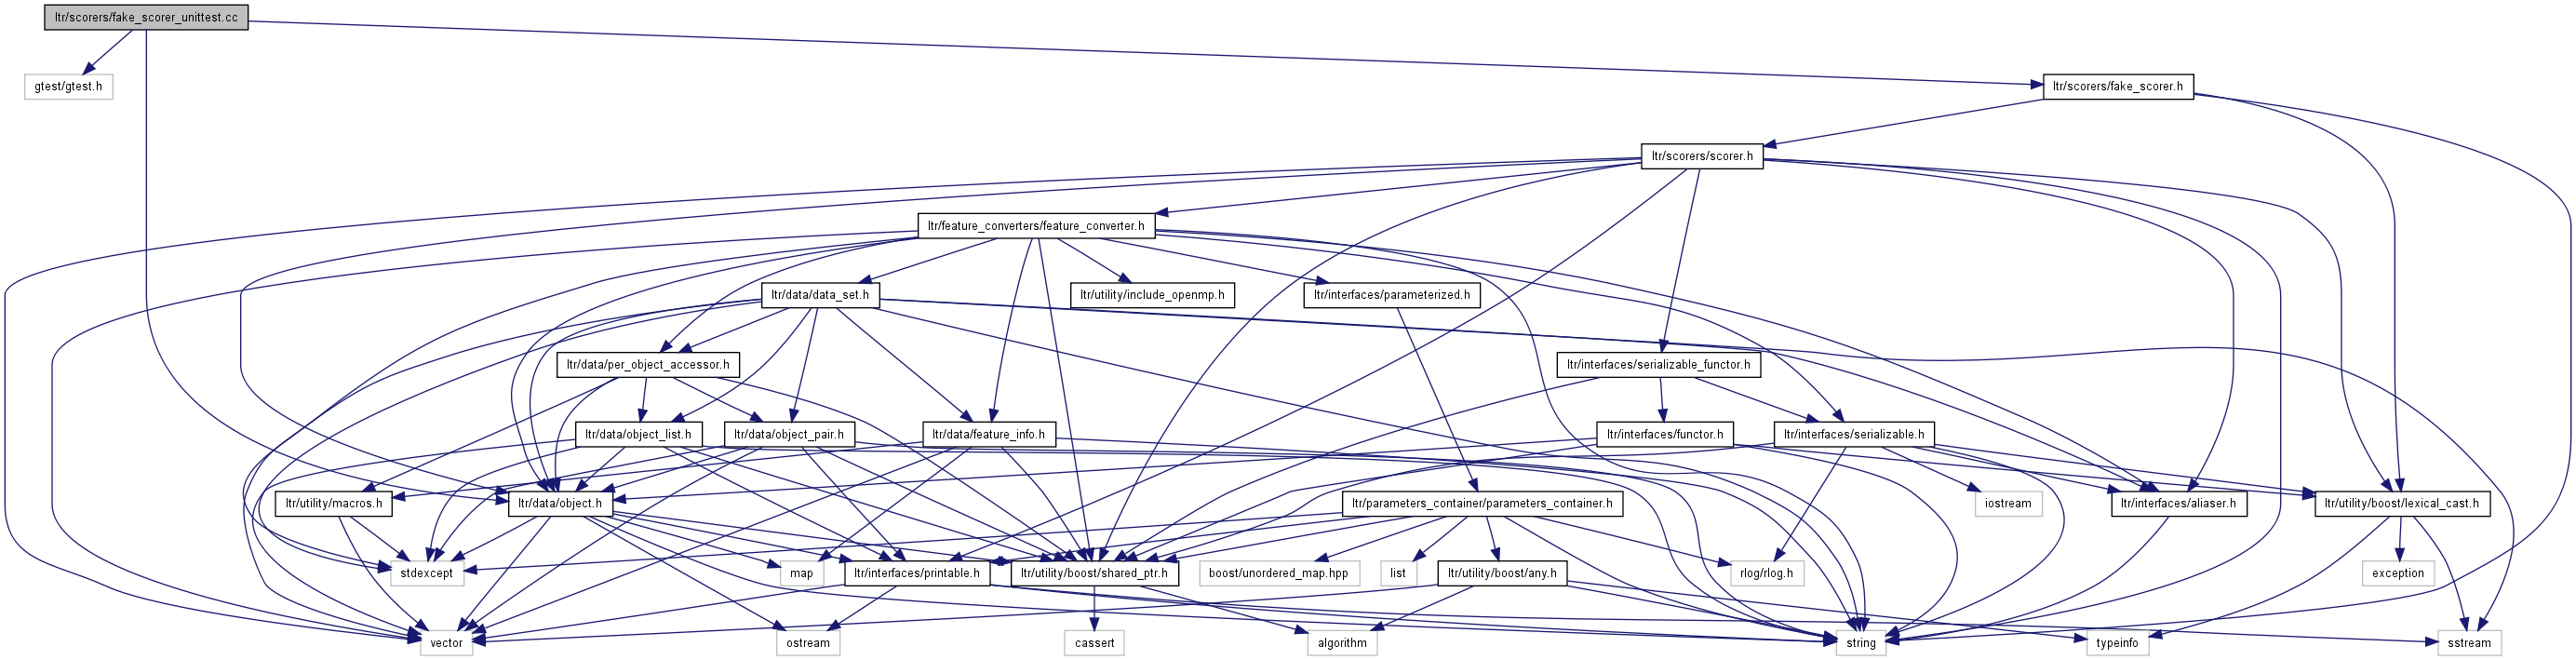 ltr/scorers/fake_scorer_unittest.cc
gtest/gtest.h
ltr/scorers/fake_scorer.h
ltr/scorers/scorer.h
ltr/feature_converters/feature_converter.h
ltr/data/data_set.h
ltr/utility/include_openmp.h
ltr/interfaces/parameterized.h
ltr/data/per_object_accessor.h
ltr/interfaces/serializable_functor.h
ltr/data/object_list.h
ltr/data/object_pair.h
ltr/data/feature_info.h
ltr/interfaces/functor.h
ltr/interfaces/serializable.h
ltr/utility/macros.h
ltr/data/object.h
ltr/parameters_container/parameters_container.h
iostream
ltr/interfaces/aliaser.h
ltr/utility/boost/lexical_cast.h
stdexcept
map
ltr/interfaces/printable.h
ltr/utility/boost/shared_ptr.h
boost/unordered_map.hpp
list
ltr/utility/boost/any.h
rlog/rlog.h
exception
vector
ostream
cassert
algorithm
string
typeinfo
sstream